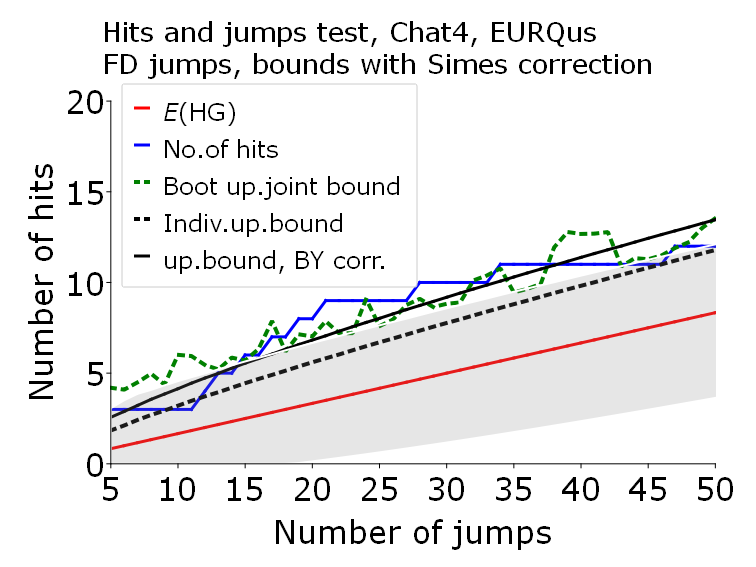 Hits and jumps test, Chat4, EURQus
FD jumps, bounds with Simes correction
E(HG)
No.of hits
Boot up.joint bound
Indiv.up.bound
up.bound, BY corr.
Number of hits
20
15
10
5
0
5 10 15 20 25 30 35 40 45 50
Number of jumps